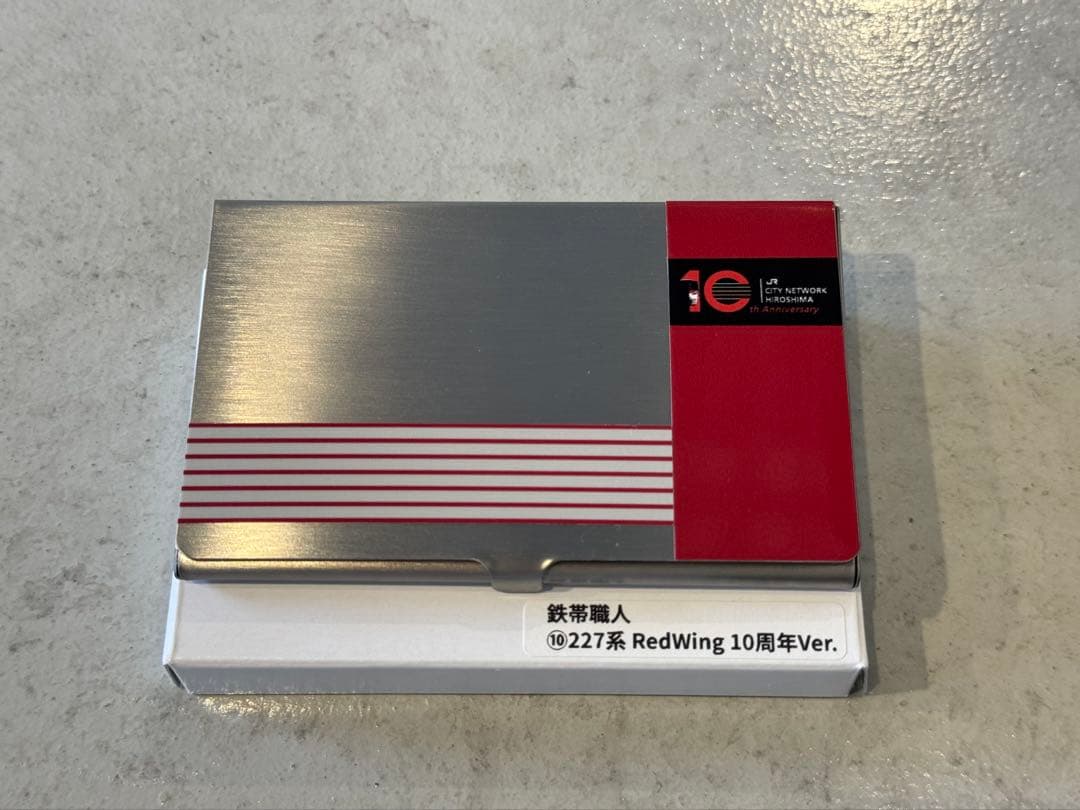 10
JR
CITY NETWORK
HIROSHIMA
th Anniversary
鉄帯職人
⑩227系 RedWing 10周年Ver.